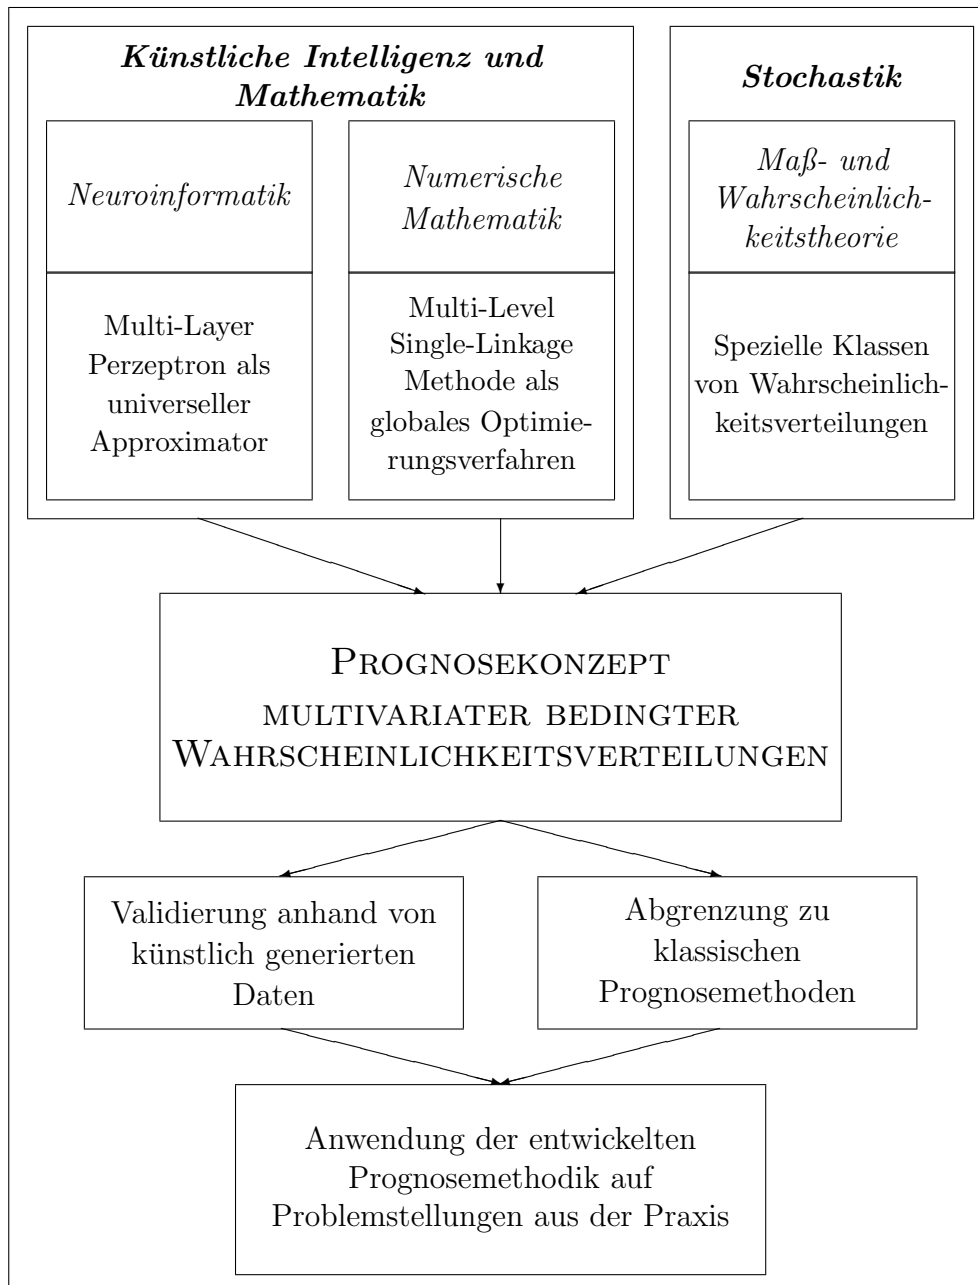 Künstliche Intelligenz und
Mathematik
Neuroinformatik
Multi-Layer
Perzeptron als
universeller
Approximator
Numerische
Mathematik
Multi-Level
Single-Linkage
Methode als
globales Optimie-
rungsverfahren
Stochastik
Maß- und
Wahrscheinlich-
keitstheorie
Spezielle Klassen
von Wahrscheinlich-
keitsverteilungen
Prognosekonzept
multivariater bedingter
Wahrscheinlichkeitsverteilungen
Validierung anhand von
künstlich generierten
Daten
Abgrenzung zu
klassischen
Prognosemethoden
Anwendung der entwickelten
Prognosemethodik auf
Problemstellungen aus der Praxis